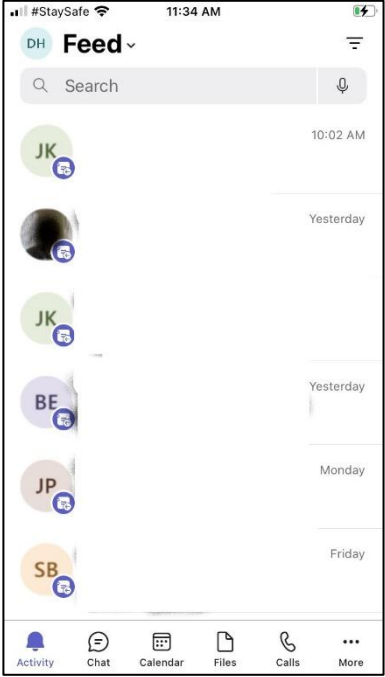 #StaySafe 11:34 AM
DH Feed
Search
JK 10:02 AM
Yesterday
JK
BE Yesterday
JP Monday
SB Friday
Activity Chat Calendar Files Calls More